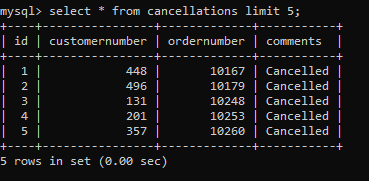 mysql> select * from cancellations limit 5;
+----+----------------+-------------+-----------+
| id | customernumber | ordernumber | comments  |
+----+----------------+-------------+-----------+
|  1 |            448 |       10167 | Cancelled |
|  2 |            496 |       10179 | Cancelled |
|  3 |            131 |       10248 | Cancelled |
|  4 |            201 |       10253 | Cancelled |
|  5 |            357 |       10260 | Cancelled |
+----+----------------+-------------+-----------+
5 rows in set (0.00 sec)